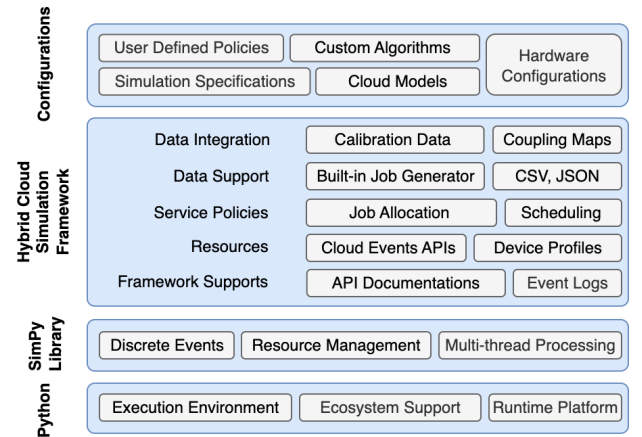 Configurations
User Defined Policies
Custom Algorithms
Hardware
Configurations
Simulation Specifications
Cloud Models
Hybrid Cloud
Simulation
Framework
Data Integration
Calibration Data
Coupling Maps
Data Support
Built-in Job Generator
CSV, JSON
Service Policies
Job Allocation
Scheduling
Resources
Cloud Events APIs
Device Profiles
Framework Supports
API Documentations
Event Logs
SimPy
Library
Discrete Events
Resource Management
Multi-thread Processing
Python
Execution Environment
Ecosystem Support
Runtime Platform